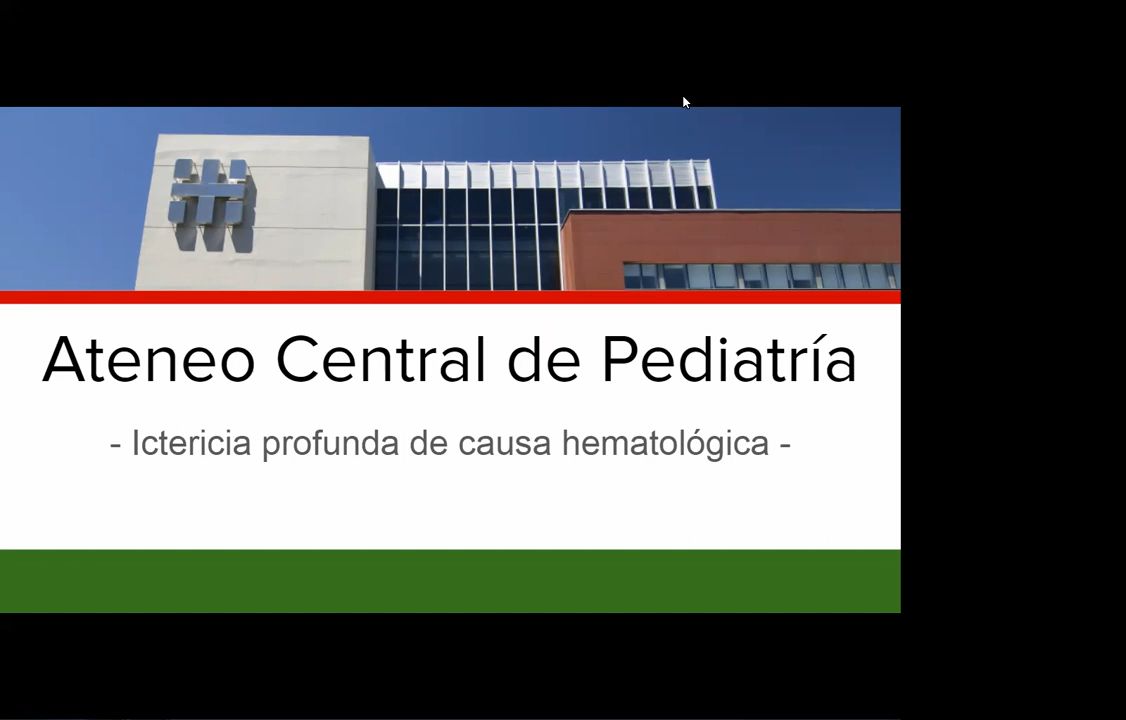 Ateneo Central de Pediatría
- Ictericia profunda de causa hematológica -